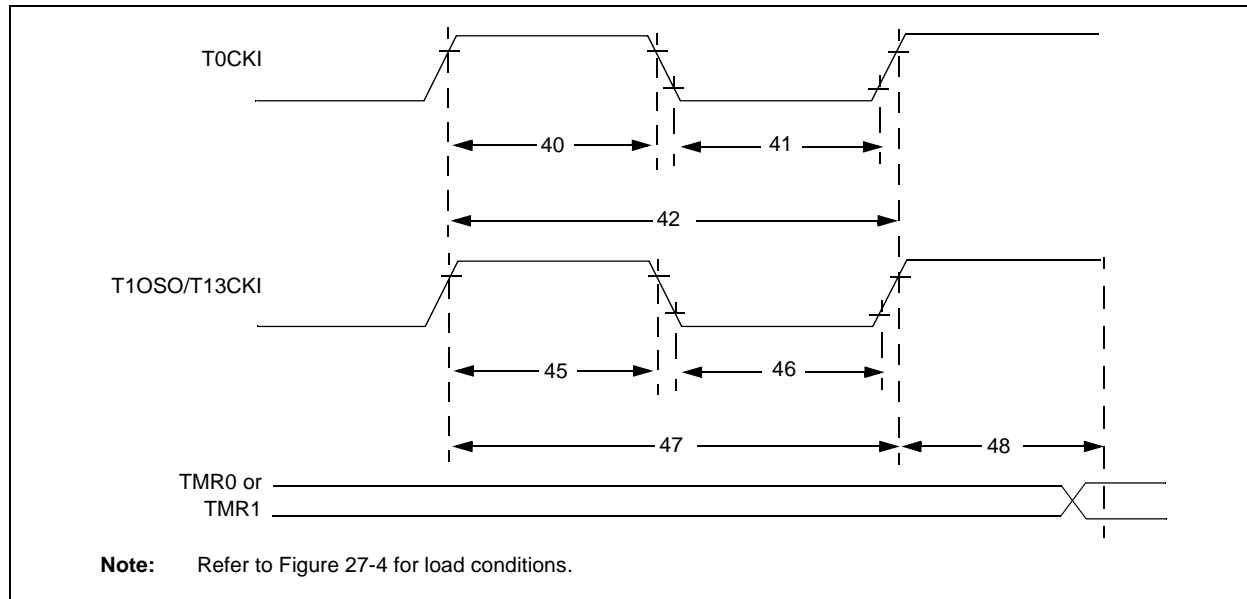 T0CKI
40
41
42
T1OSO/T13CKI
45
46
47
48
TMR0 or
TMR1
Note: Refer to Figure 27-4 for load conditions.